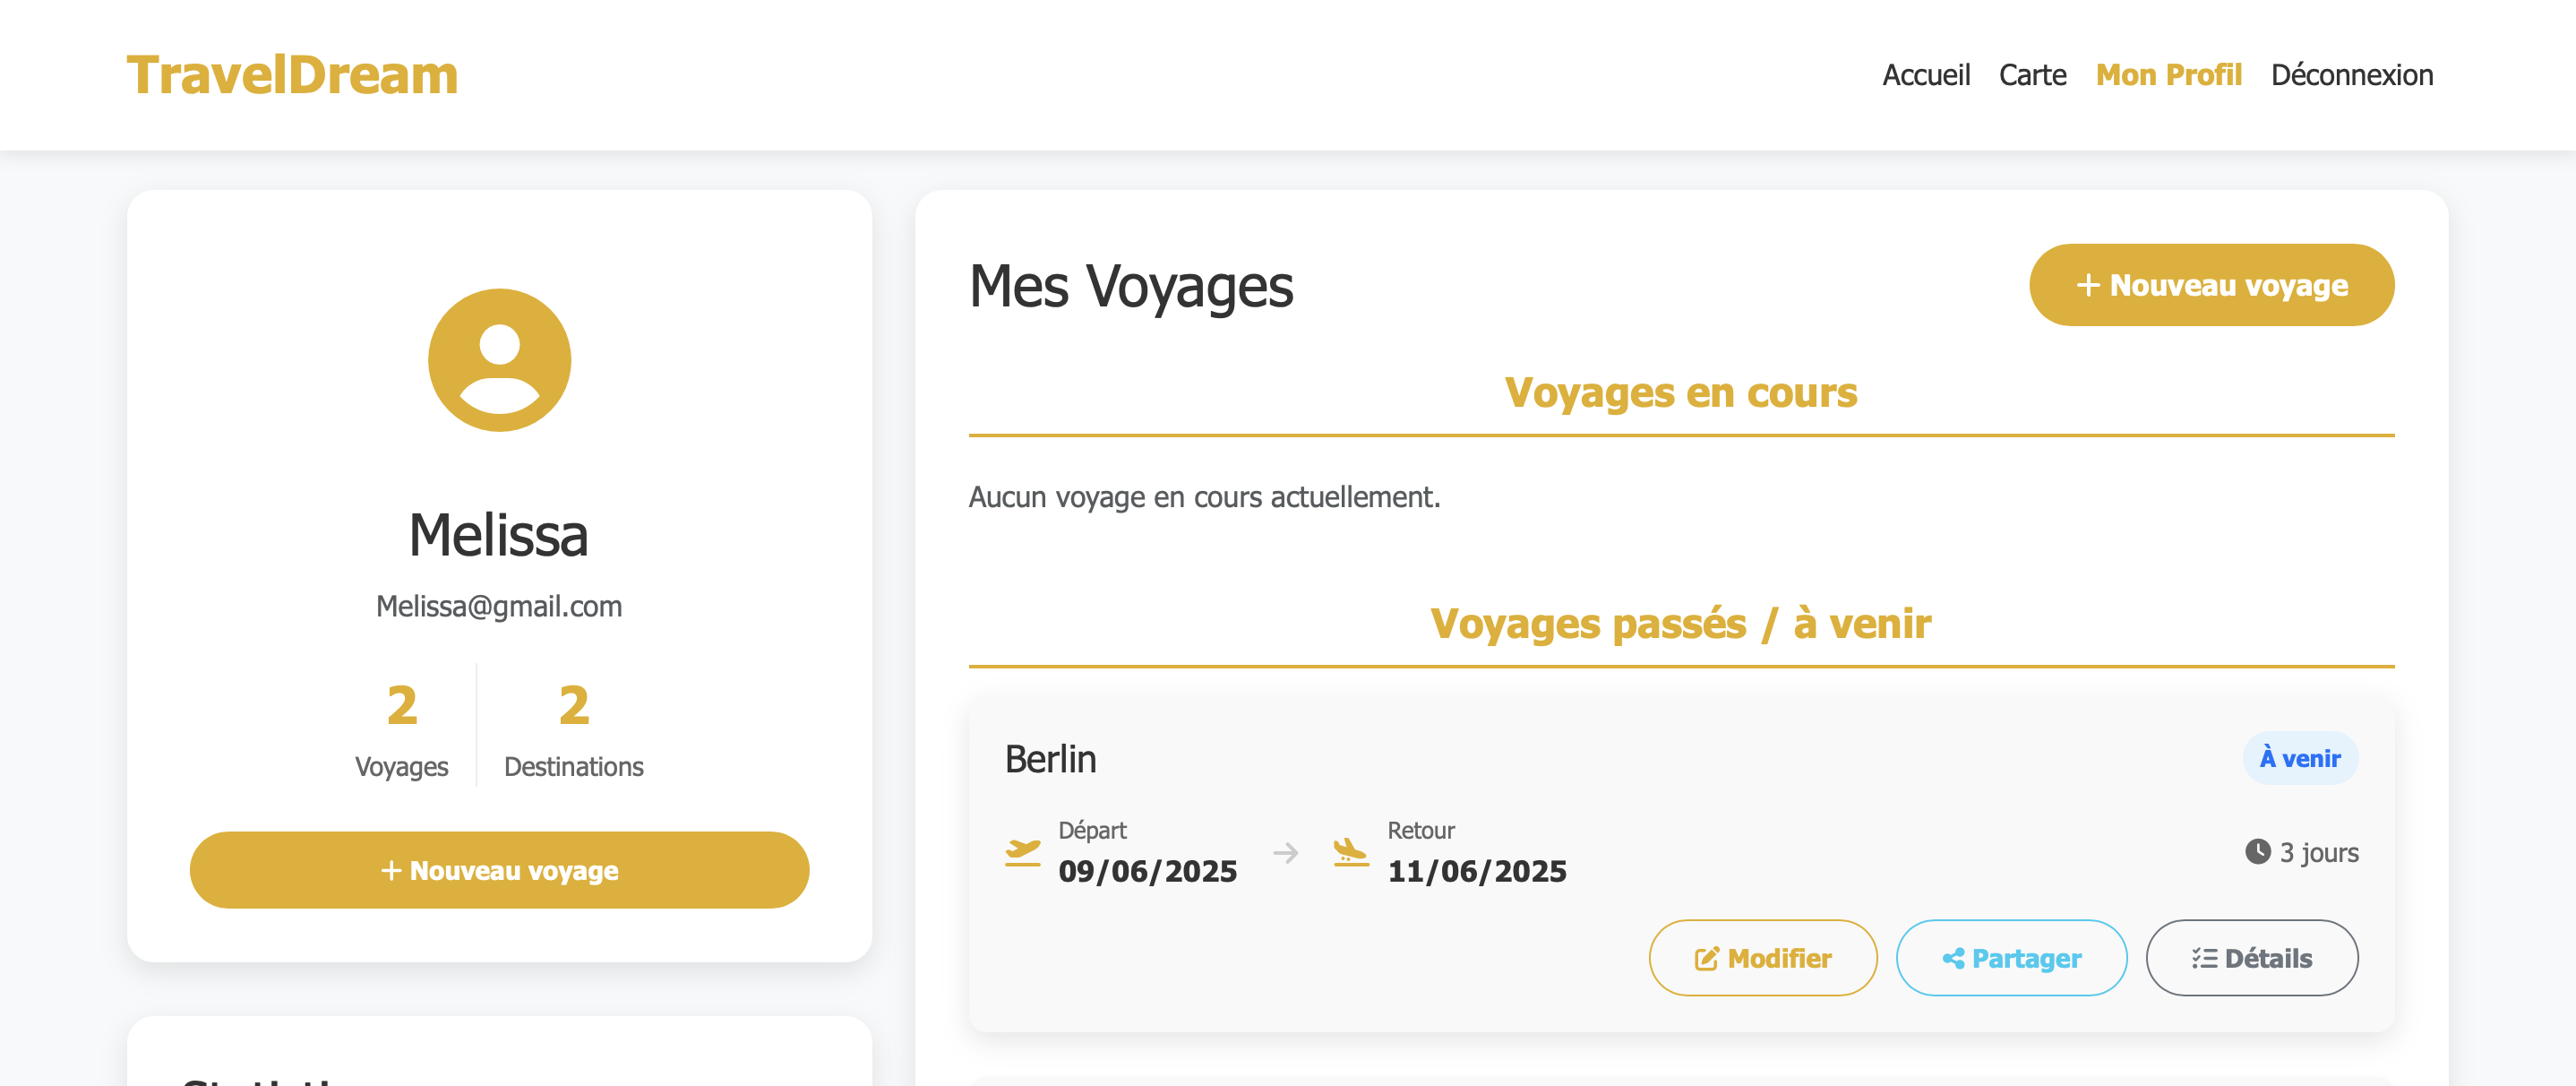 TravelDream
Accueil Carte Mon Profil Déconnexion
Melissa
Melissa@gmail.com
2 2
Voyages Destinations
+ Nouveau voyage
Mes Voyages
+ Nouveau voyage
Voyages en cours
Aucun voyage en cours actuellement.
Voyages passés / à venir
Berlin
À venir
Départ
09/06/2025
Retour
11/06/2025
3 jours
Modifier Partager Détails